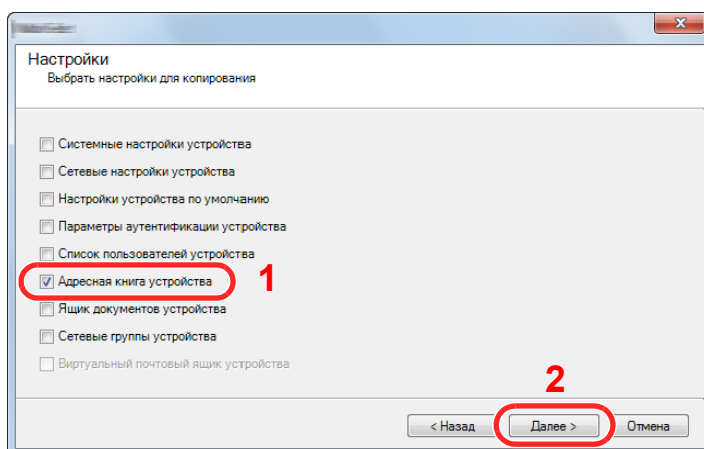 Настройки
Выбрать настройки для копирования
Системные настройки устройства
Сетевые настройки устройства
Настройки устройства по умолчанию
Параметры аутентификации устройства
Список пользователей устройства
Адресная книга устройства 1
Ящик документов устройства
Сетевые группы устройства
Виртуальный почтовый ящик устройства
2
< Назад Далее > Отмена